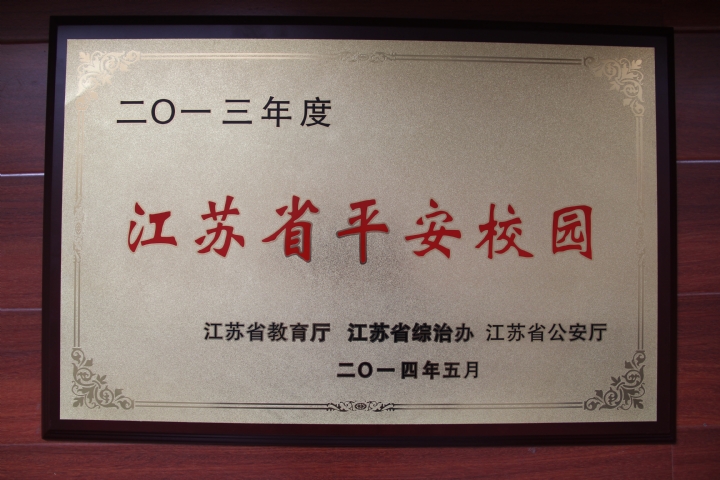 二〇一三年度
江苏省平安校园
江苏省教育厅 江苏省综治办 江苏省公安厅
二〇一四年五月